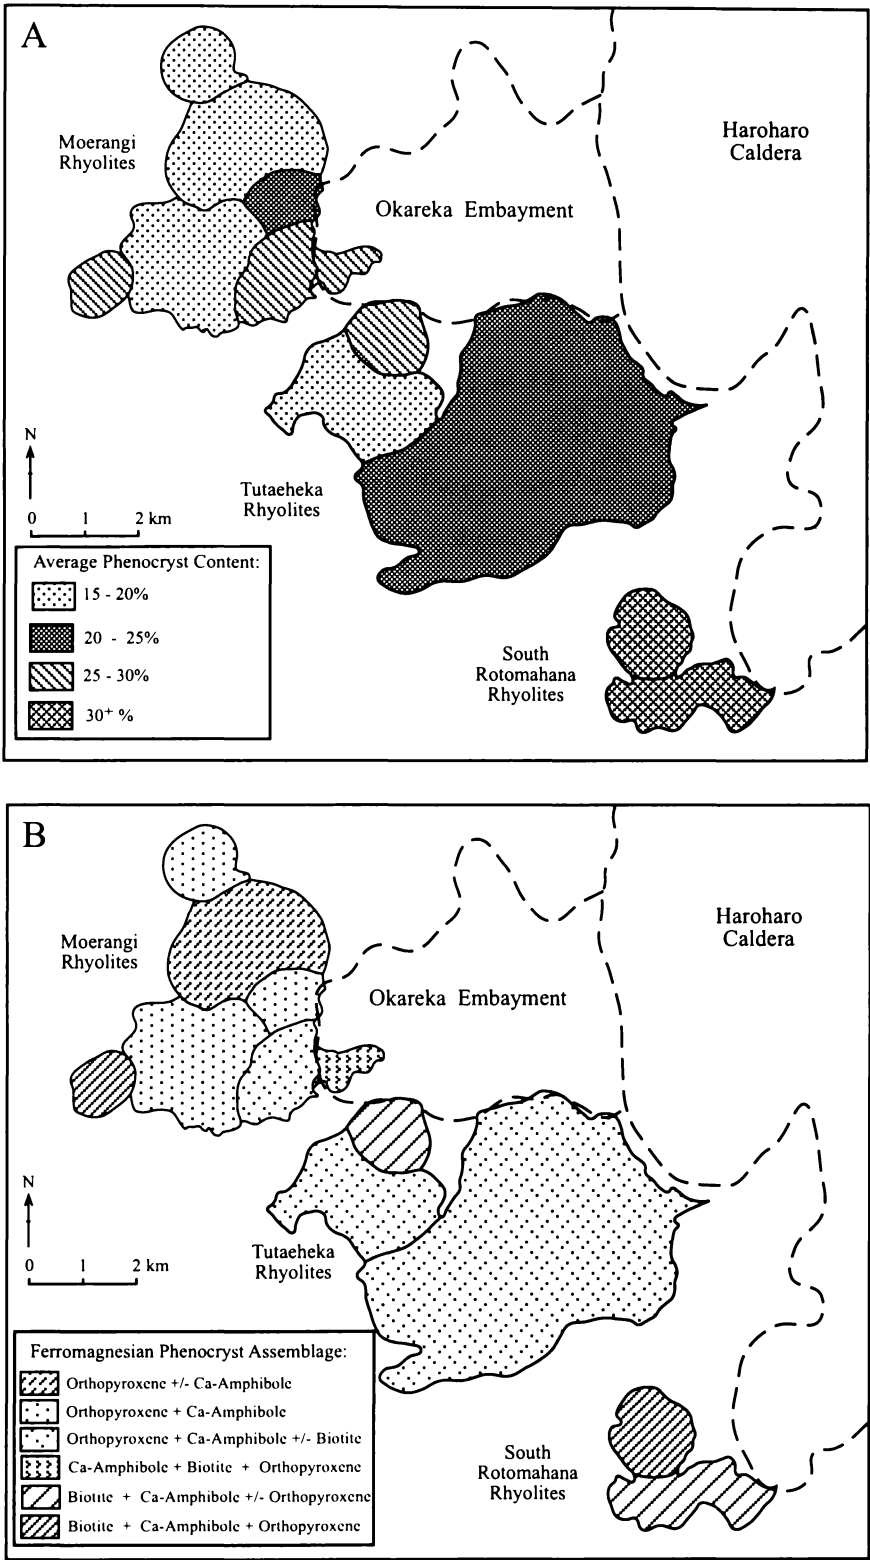 A
Moerangi
Rhyolites
Haroharo
Caldera
Okareka Embayment
N
0 1 2 km
Tutaeheka
Rhyolites
Average Phenocryst Content:
15 - 20%
20 - 25%
25 - 30%
30+ %
South
Rotomahana
Rhyolites
B
Moerangi
Rhyolites
Haroharo
Caldera
Okareka Embayment
N
0 1 2 km
Tutaeheka
Rhyolites
Ferromagnesian Phenocryst Assemblage:
Orthopyroxene +/- Ca-Amphibole
Orthopyroxene + Ca-Amphibole
Orthopyroxene + Ca-Amphibole +/- Biotite
Ca-Amphibole + Biotite + Orthopyroxene
Biotite + Ca-Amphibole +/- Orthopyroxene
Biotite + Ca-Amphibole + Orthopyroxene
South
Rotomahana
Rhyolites